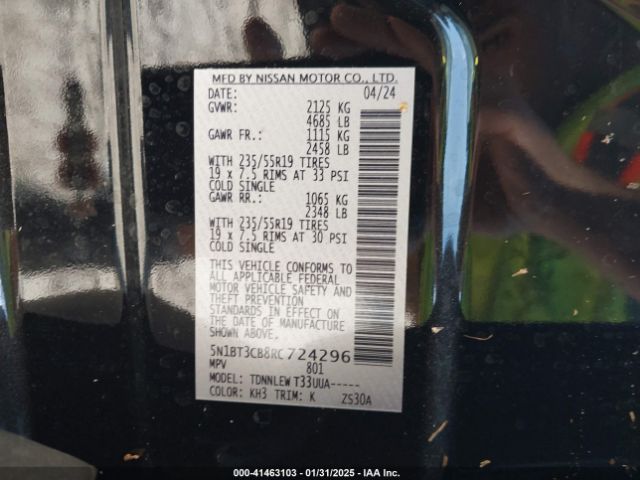 MFD BY NISSAN MOTOR CO., LTD.
DATE: 04/24
GVWR: 2125 KG
4685 LB
GAWR FR.: 1115 KG
2458 LB
WITH 235/55R19 TIRES
19 x 7.5 RIMS AT 33 PSI
COLD SINGLE
GAWR RR.: 1065 KG
2348 LB
WITH 235/55R19 TIRES
19 x 7.5 RIMS AT 30 PSI
COLD SINGLE
THIS VEHICLE CONFORMS TO
ALL APPLICABLE FEDERAL
MOTOR VEHICLE SAFETY AND
THEFT PREVENTION
STANDARDS IN EFFECT ON
THE DATE OF MANUFACTURE
SHOWN ABOVE.
5N1BT3CB8RC724296
MPV 801
MODEL: TDNNLEW T33UUA-----
COLOR: KH3 TRIM: K ZS30A
000-41463103 - 01/31/2025 - IAA Inc.